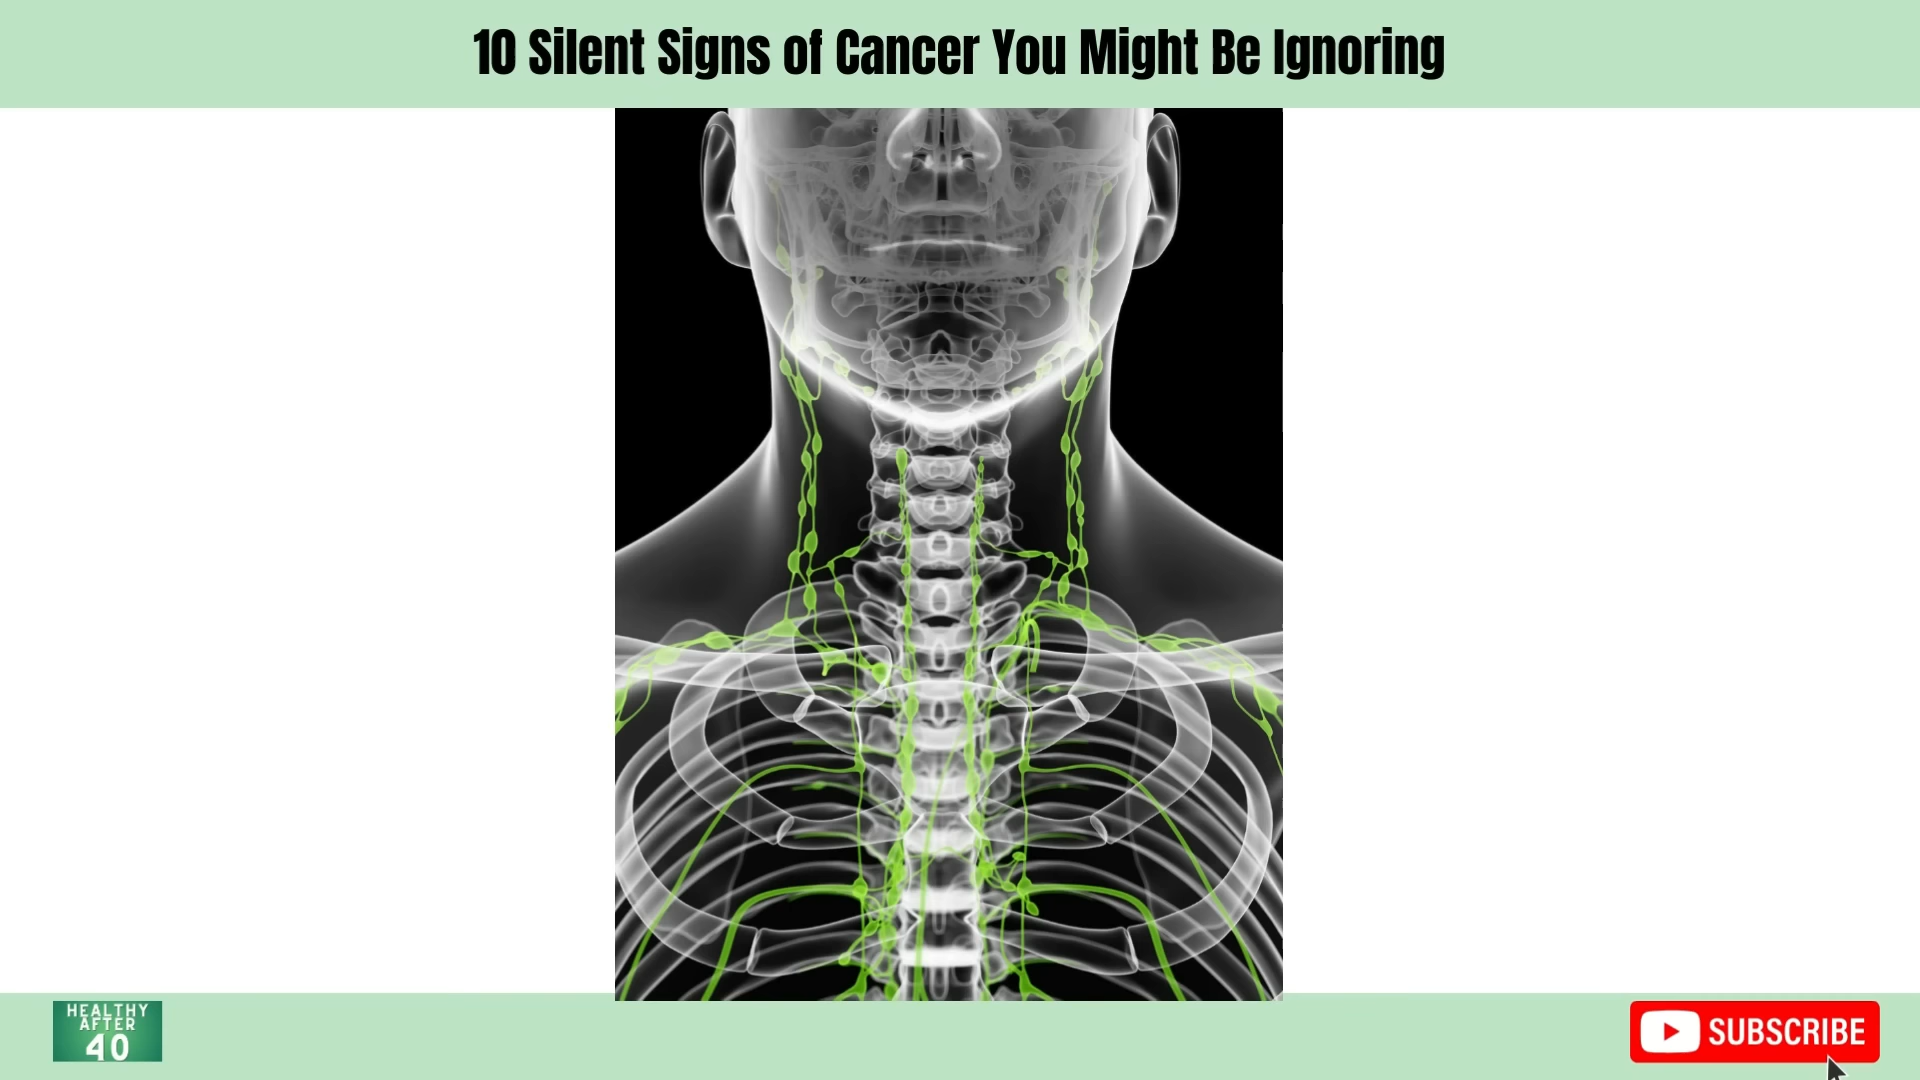 10 Silent Signs of Cancer You Might Be Ignoring
HEALTHY
AFTER
40
SUBSCRIBE